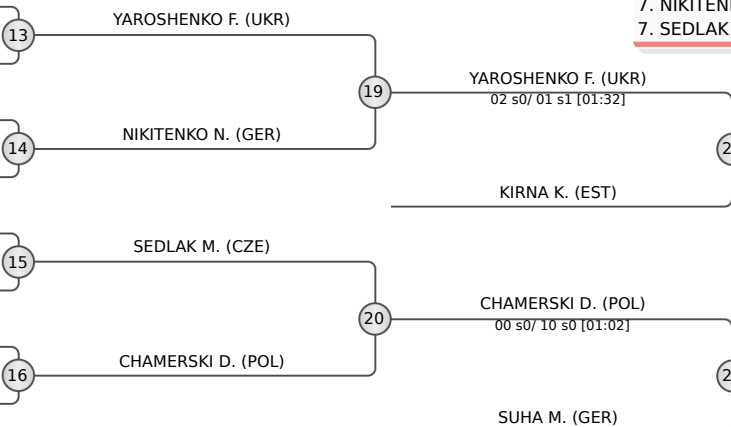 7. SEDLAK
YAROSHENKO F. (UKR)
13
19
YAROSHENKO F. (UKR)
02 s0/ 01 s1 [01:32]
NIKITENKO N. (GER)
14
KIRNA K. (EST)
SEDLAK M. (CZE)
15
20
CHAMERSKI D. (POL)
00 s0/ 10 s0 [01:02]
CHAMERSKI D. (POL)
16
SUHA M. (GER)